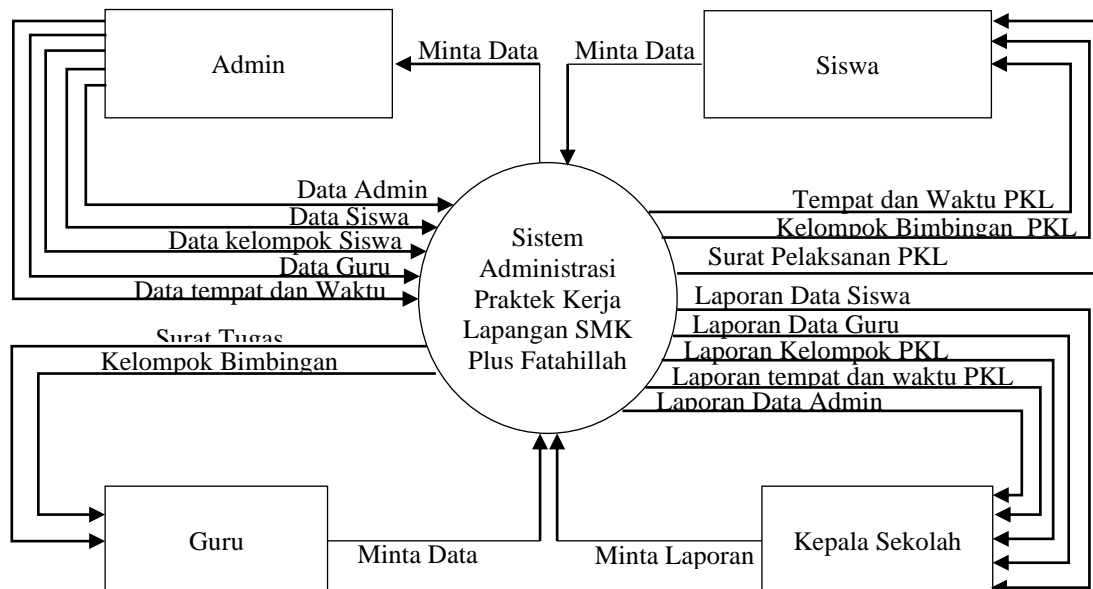 Admin
Minta Data
Minta Data
Siswa
Data Admin
Data Siswa
Data kelompok Siswa
Data Guru
Data tempat dan Waktu
Surat Tugas
Kelompok Bimbingan
Sistem
Administrasi
Praktek Kerja
Lapangan SMK
Plus Fatahillah
Tempat dan Waktu PKL
Kelompok Bimbingan PKL
Surat Pelaksanan PKL
Laporan Data Siswa
Laporan Data Guru
Laporan Kelompok PKL
Laporan tempat dan waktu PKL
Laporan Data Admin
Guru
Minta Data
Minta Laporan
Kepala Sekolah